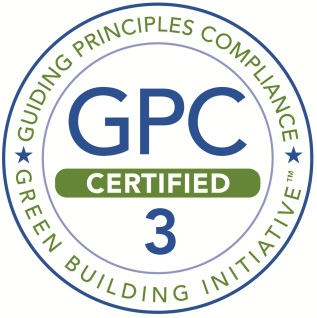 GUIDING PRINCIPLES COMPLIANCE
GPC
CERTIFIED
3
GREEN BUILDING INITIATIVE™